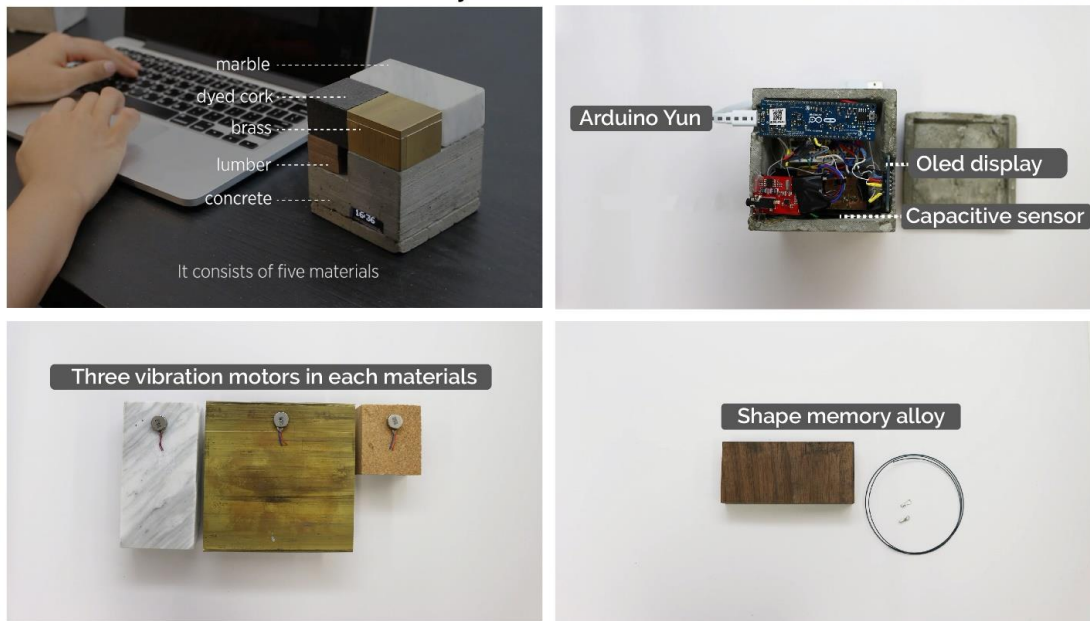 marble
dyed cork
brass
lumber
concrete
16:36
It consists of five materials
Arduino Yun
Oled display
Capacitive sensor
Three vibration motors in each materials
Shape memory alloy